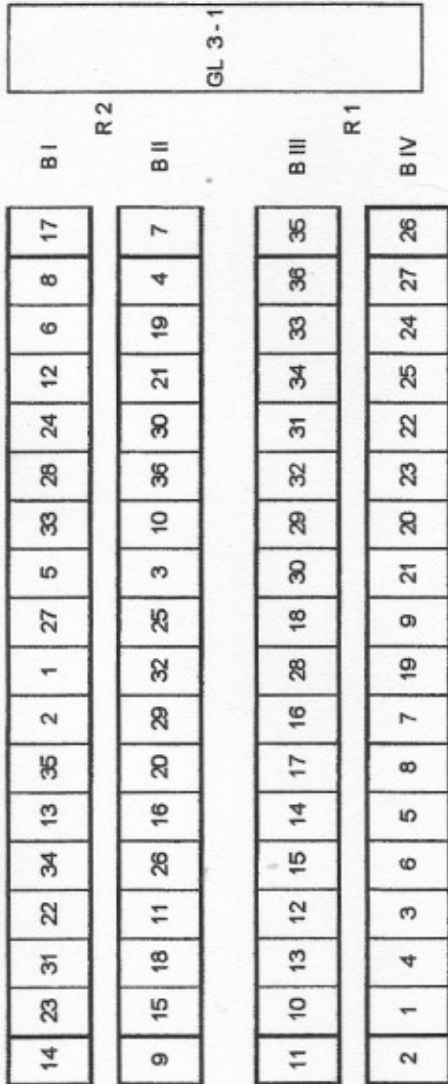 14 23 31 22 34 13 35 2 1 27 5 33 28 24 12 6 8 17 B I
R 2
9 15 18 11 26 16 20 29 32 25 3 10 36 30 21 19 4 7 B II
GL 3 - 1
11 10 13 12 15 14 17 16 28 18 30 29 32 31 34 33 36 35 B III
R 1
2 1 4 3 6 5 8 7 19 9 21 20 23 22 25 24 27 26 B IV